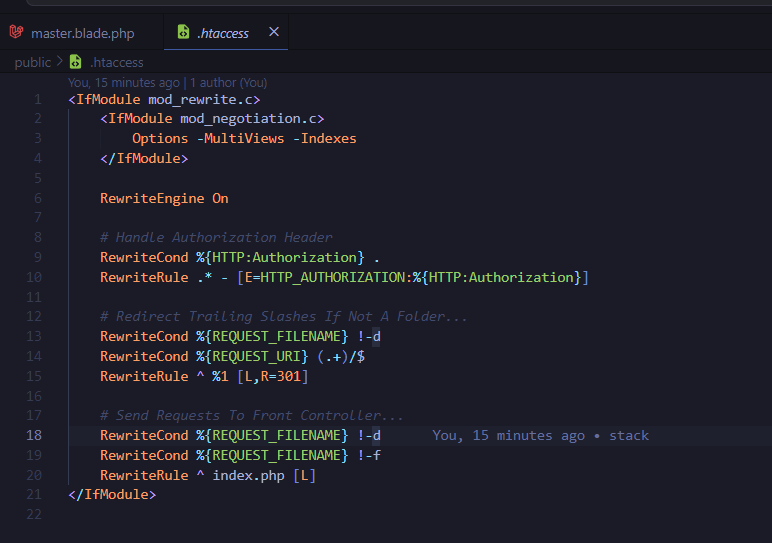 master.blade.php
.htaccess
public > .htaccess
You, 15 minutes ago | 1 author (You)
1 <IfModule mod_rewrite.c>
2 <IfModule mod_negotiation.c>
3 Options -MultiViews -Indexes
4 </IfModule>
5
6 RewriteEngine On
7
8 # Handle Authorization Header
9 RewriteCond %{HTTP:Authorization} .
10 RewriteRule .* - [E=HTTP_AUTHORIZATION:%{HTTP:Authorization}]
11
12 # Redirect Trailing Slashes If Not A Folder...
13 RewriteCond %{REQUEST_FILENAME} !-d
14 RewriteCond %{REQUEST_URI} (.+)/$
15 RewriteRule ^ %1 [L,R=301]
16
17 # Send Requests To Front Controller...
18 RewriteCond %{REQUEST_FILENAME} !-d You, 15 minutes ago • stack
19 RewriteCond %{REQUEST_FILENAME} !-f
20 RewriteRule ^ index.php [L]
21 </IfModule>
22